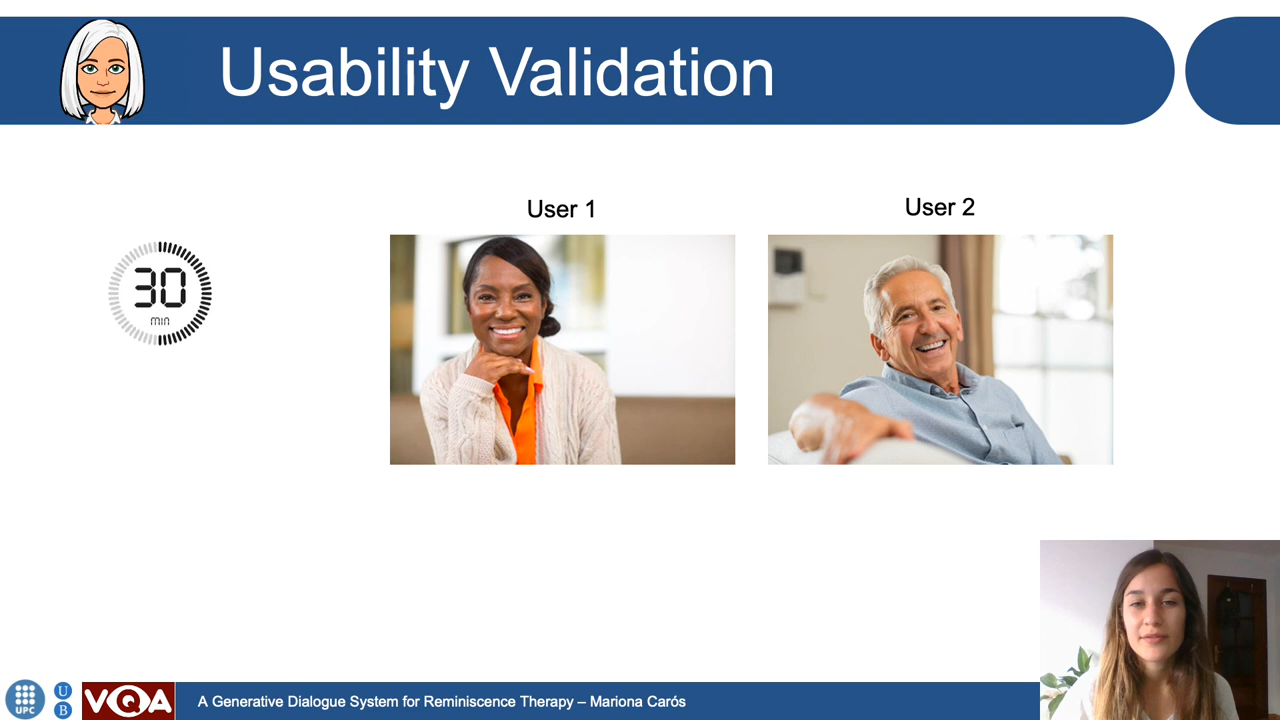 Usability Validation
User 1
User 2
30
min
UPC
U
B
VQA
A Generative Dialogue System for Reminiscence Therapy – Mariona Carós